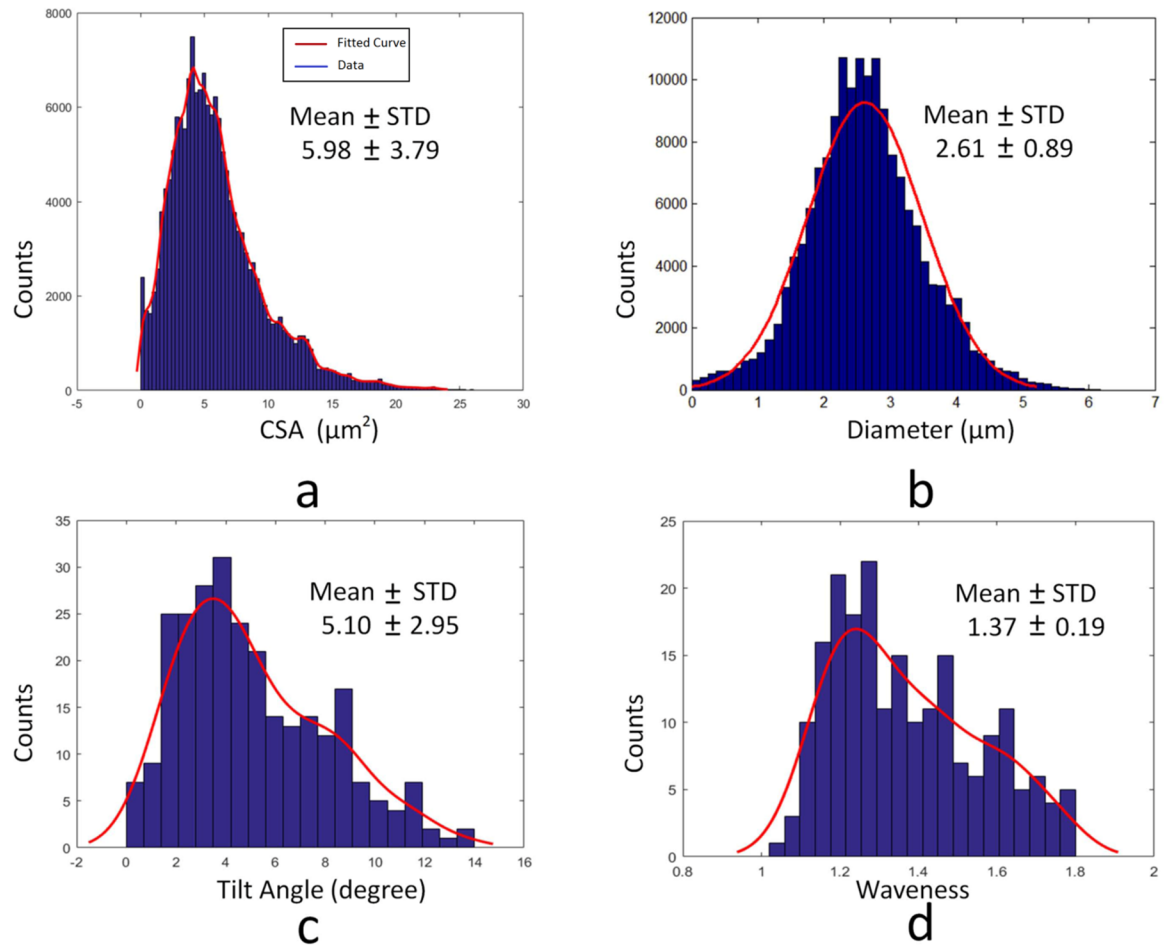 8000
6000
4000
2000
0
-5 0 5 10 15 20 25 30
Counts
CSA (µm²)
Fitted Curve
Data
Mean ± STD
5.98 ± 3.79
a
12000
10000
8000
6000
4000
2000
0
0 1 2 3 4 5 6 7
Counts
Diameter (µm)
Mean ± STD
2.61 ± 0.89
b
35
30
25
20
15
10
5
0
-2 0 2 4 6 8 10 12 14 16
Counts
Tilt Angle (degree)
Mean ± STD
5.10 ± 2.95
c
25
20
15
10
5
0
0.8 1 1.2 1.4 1.6 1.8 2
Counts
Waveness
Mean ± STD
1.37 ± 0.19
d